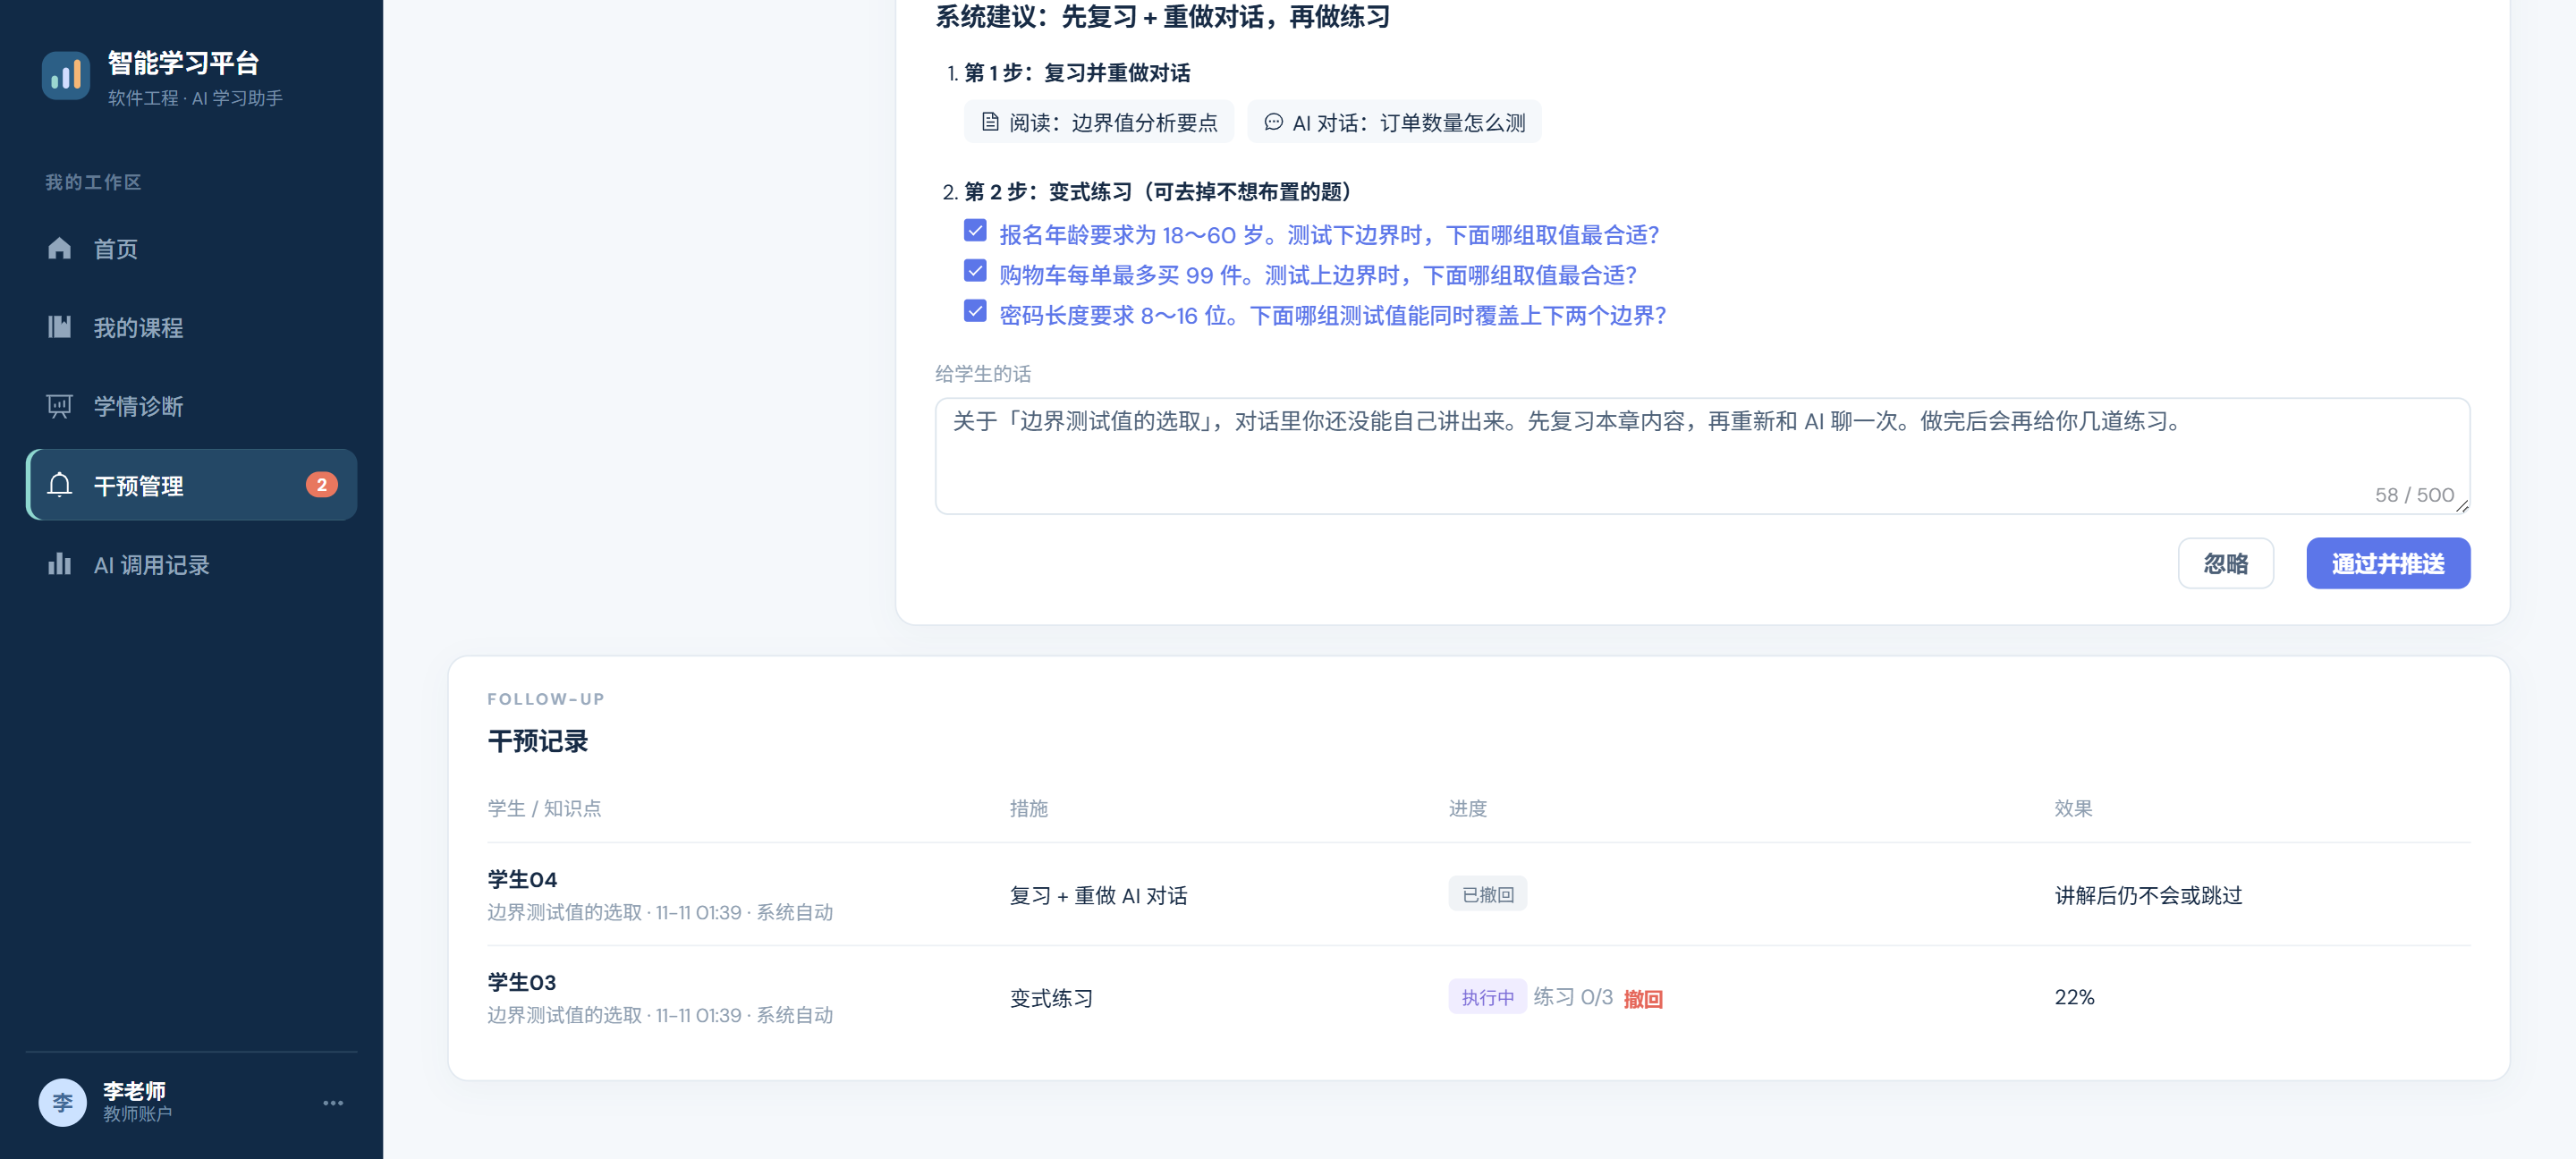 智能学习平台
软件工程 · AI 学习助手
我的工作区
首页
我的课程
学情诊断
干预管理
2
AI 调用记录
李
李老师
教师账户
系统建议：先复习 + 重做对话，再做练习
1. 第 1 步：复习并重做对话
阅读：边界值分析要点
AI 对话：订单数量怎么测
2. 第 2 步：变式练习（可去掉不想布置的题）
报名年龄要求为 18～60 岁。测试下边界时，下面哪组取值最合适？
购物车每单最多买 99 件。测试上边界时，下面哪组取值最合适？
密码长度要求 8～16 位。下面哪组测试值能同时覆盖上下两个边界？
给学生的话
关于「边界测试值的选取」，对话里你还没能自己讲出来。先复习本章内容，再重新和 AI 聊一次。做完后会再给你几道练习。
58 / 500
忽略
通过并推送
FOLLOW-UP
干预记录
学生 / 知识点 措施 进度 效果
学生04
边界测试值的选取 · 11-11 01:39 · 系统自动
复习 + 重做 AI 对话
已撤回
讲解后仍不会或跳过
学生03
边界测试值的选取 · 11-11 01:39 · 系统自动
变式练习
执行中 练习 0/3 撤回
22%